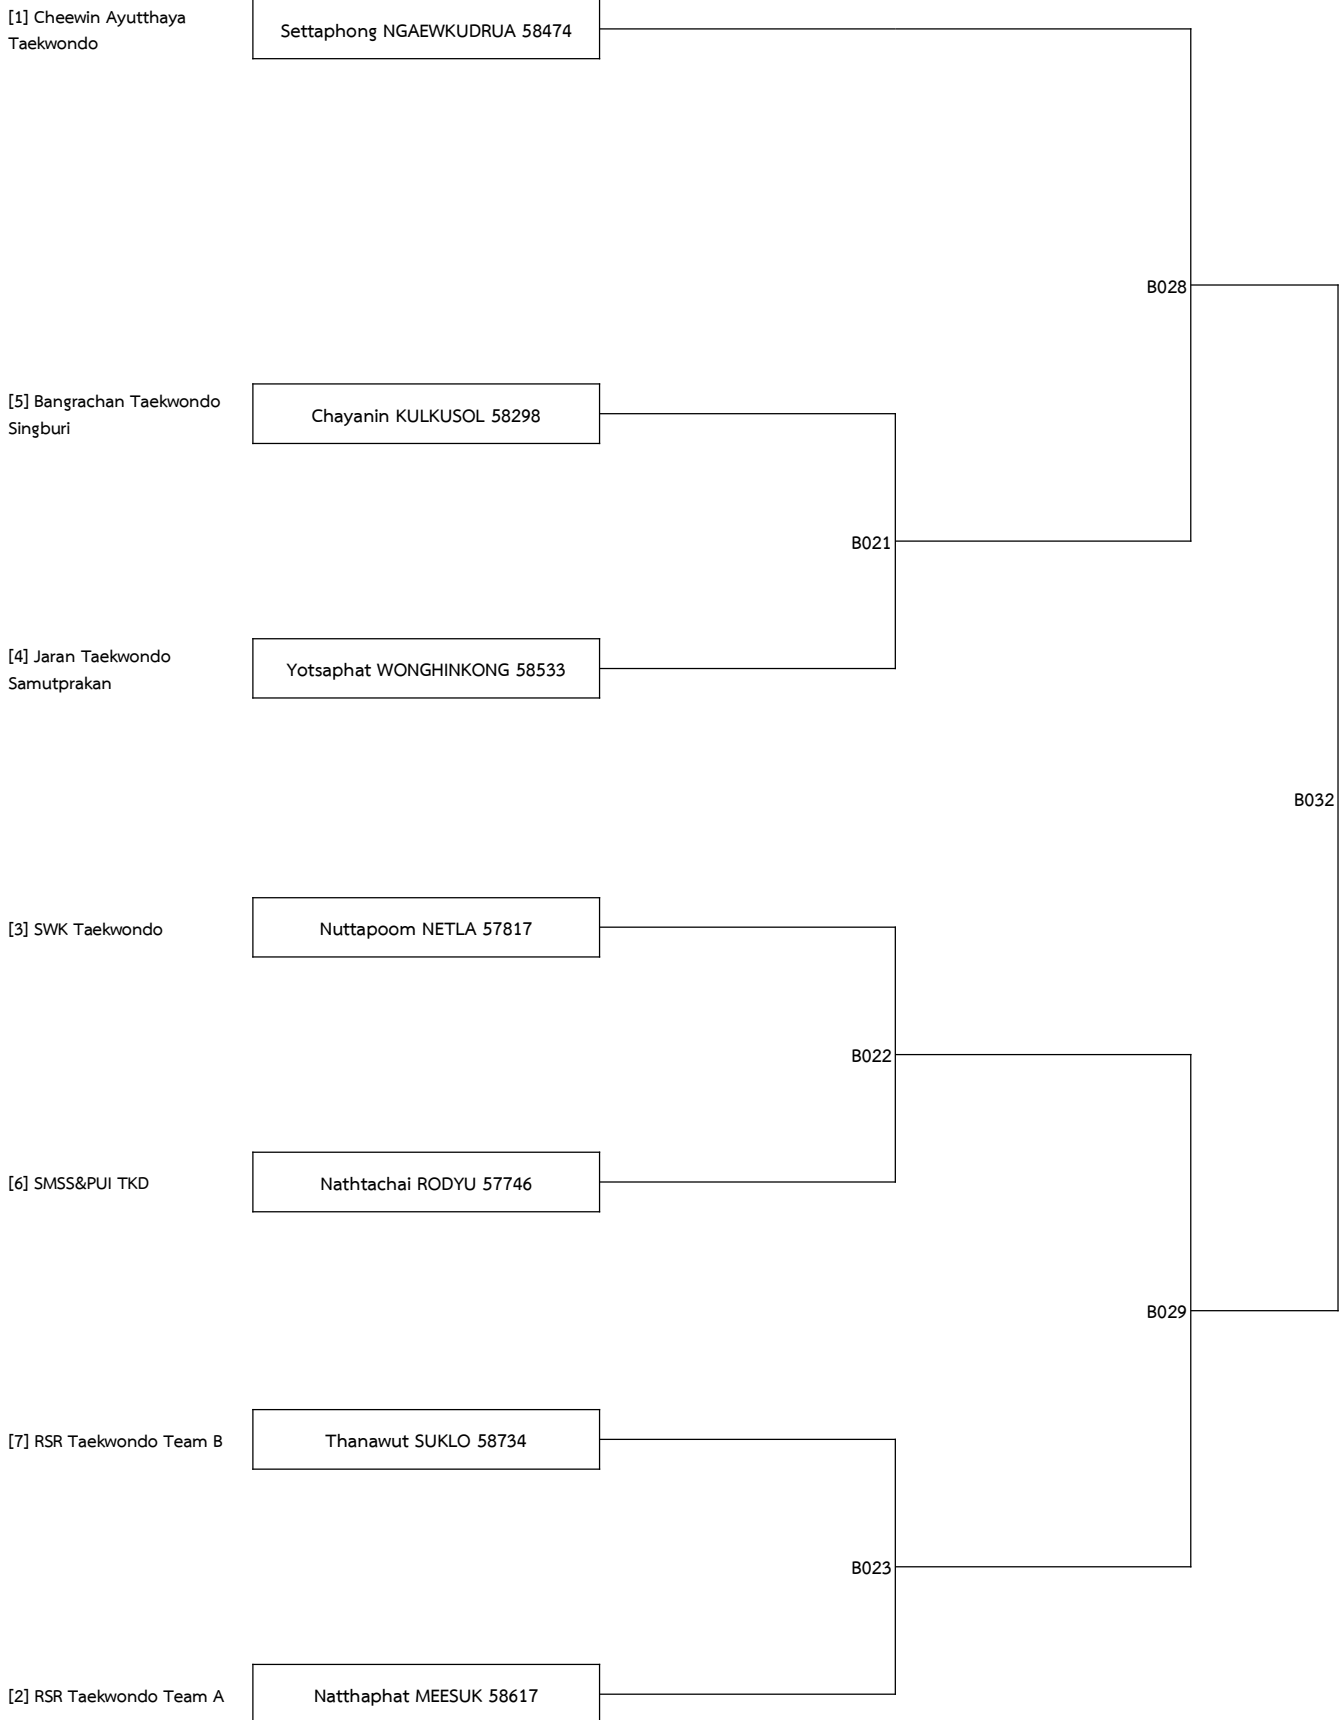 [1] Cheewin Ayutthaya
Taekwondo
Settaphong NGAEWKUDRUA 58474
B028
[5] Bangrachan Taekwondo
Singburi
Chayanin KULKUSOL 58298
B021
[4] Jaran Taekwondo
Samutprakan
Yotsaphat WONGHINKONG 58533
B032
[3] SWK Taekwondo
Nuttapoom NETLA 57817
B022
[6] SMSS&PUI TKD
Nathtachai RODYU 57746
B029
[7] RSR Taekwondo Team B
Thanawut SUKLO 58734
B023
[2] RSR Taekwondo Team A
Natthaphat MEESUK 58617